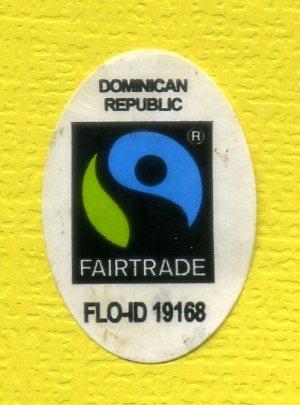 DOMINICAN
REPUBLIC
®
FAIRTRADE
FLO-ID 19168